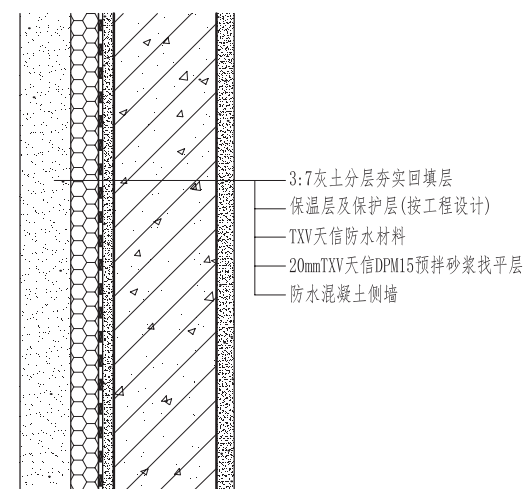 3:7灰土分层夯实回填层
保温层及保护层(按工程设计)
TXV天信防水材料
20mmTXV天信DPM15预拌砂浆找平层
防水混凝土侧墙